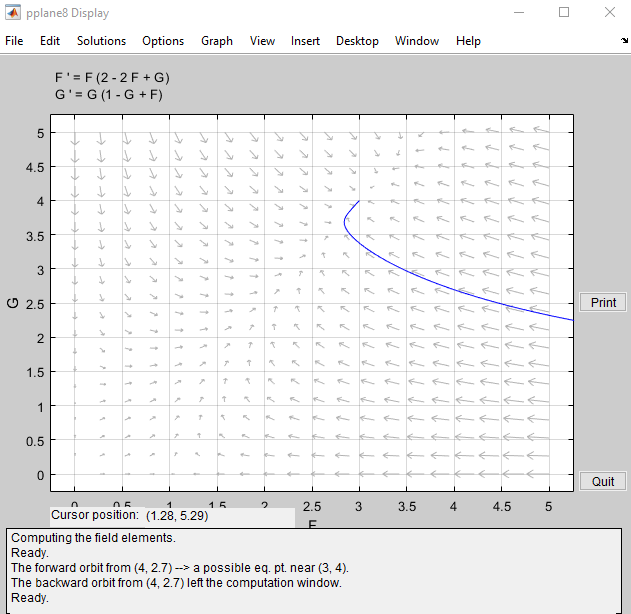 pplane8 Display
File Edit Solutions Options Graph View Insert Desktop Window Help
F ' = F (2 - 2 F + G)
G ' = G (1 - G + F)
5
4.5
4
3.5
3
2.5
2
1.5
1
0.5
0
G
Print
Quit
0 0.5 1 1.5 2 2.5 3 3.5 4 4.5 5
F
Cursor position: (1.28, 5.29)
Computing the field elements.
Ready.
The forward orbit from (4, 2.7) --> a possible eq. pt. near (3, 4).
The backward orbit from (4, 2.7) left the computation window.
Ready.